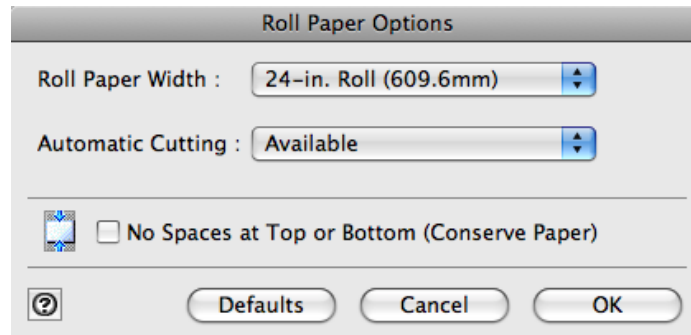 Roll Paper Options
Roll Paper Width : 24-in. Roll (609.6mm)
Automatic Cutting : Available
No Spaces at Top or Bottom (Conserve Paper)
? Defaults Cancel OK